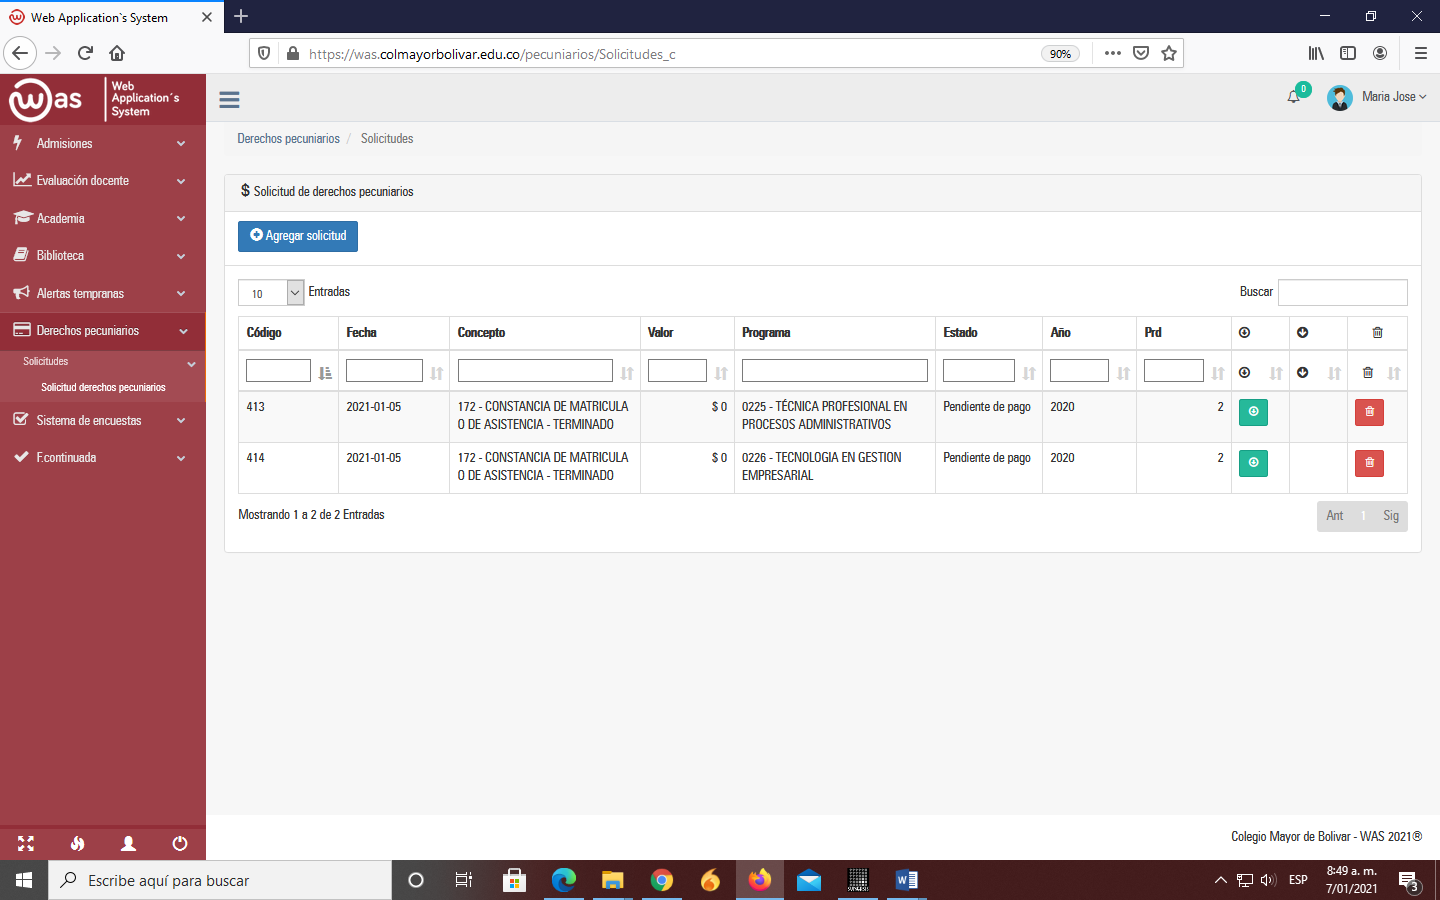 Web Application`s System
https://was.colmayorbolivar.edu.co/pecuniarios/Solicitudes_c
90%
was
Web
Application´s
System
0
Maria Jose
Admisiones
Evaluación docente
Academia
Biblioteca
Alertas tempranas
Derechos pecuniarios
Solicitudes
Solicitud derechos pecuniarios
Sistema de encuestas
F.continuada
Derechos pecuniarios / Solicitudes
$ Solicitud de derechos pecuniarios
Agregar solicitud
10 Entradas
Buscar
Código Fecha Concepto Valor Programa Estado Año Prd
413 2021-01-05 172 - CONSTANCIA DE MATRICULA $ 0 0225 - TÉCNICA PROFESIONAL EN Pendiente de pago 2020 2
O DE ASISTENCIA - TERMINADO PROCESOS ADMINISTRATIVOS
414 2021-01-05 172 - CONSTANCIA DE MATRICULA $ 0 0226 - TECNOLOGIA EN GESTION Pendiente de pago 2020 2
O DE ASISTENCIA - TERMINADO EMPRESARIAL
Mostrando 1 a 2 de 2 Entradas
Ant 1 Sig
Colegio Mayor de Bolivar - WAS 2021®
Escribe aquí para buscar
ESP
8:49 a. m.
7/01/2021
3